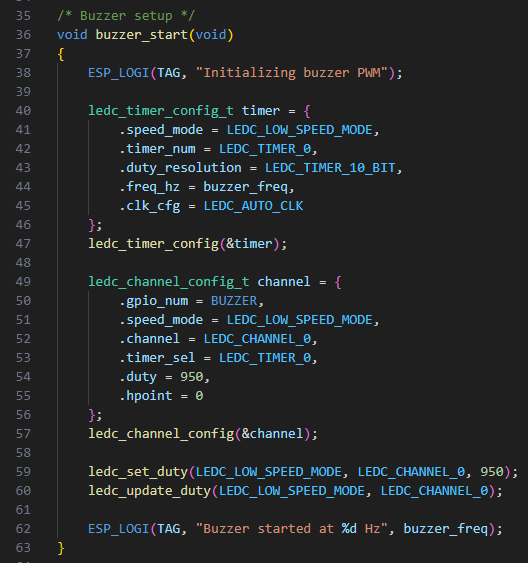 35 /* Buzzer setup */
36 void buzzer_start(void)
37 {
38     ESP_LOGI(TAG, "Initializing buzzer PWM");
39
40     ledc_timer_config_t timer = {
41         .speed_mode = LEDC_LOW_SPEED_MODE,
42         .timer_num = LEDC_TIMER_0,
43         .duty_resolution = LEDC_TIMER_10_BIT,
44         .freq_hz = buzzer_freq,
45         .clk_cfg = LEDC_AUTO_CLK
46     };
47     ledc_timer_config(&timer);
48
49     ledc_channel_config_t channel = {
50         .gpio_num = BUZZER,
51         .speed_mode = LEDC_LOW_SPEED_MODE,
52         .channel = LEDC_CHANNEL_0,
53         .timer_sel = LEDC_TIMER_0,
54         .duty = 950,
55         .hpoint = 0
56     };
57     ledc_channel_config(&channel);
58
59     ledc_set_duty(LEDC_LOW_SPEED_MODE, LEDC_CHANNEL_0, 950);
60     ledc_update_duty(LEDC_LOW_SPEED_MODE, LEDC_CHANNEL_0);
61
62     ESP_LOGI(TAG, "Buzzer started at %d Hz", buzzer_freq);
63 }